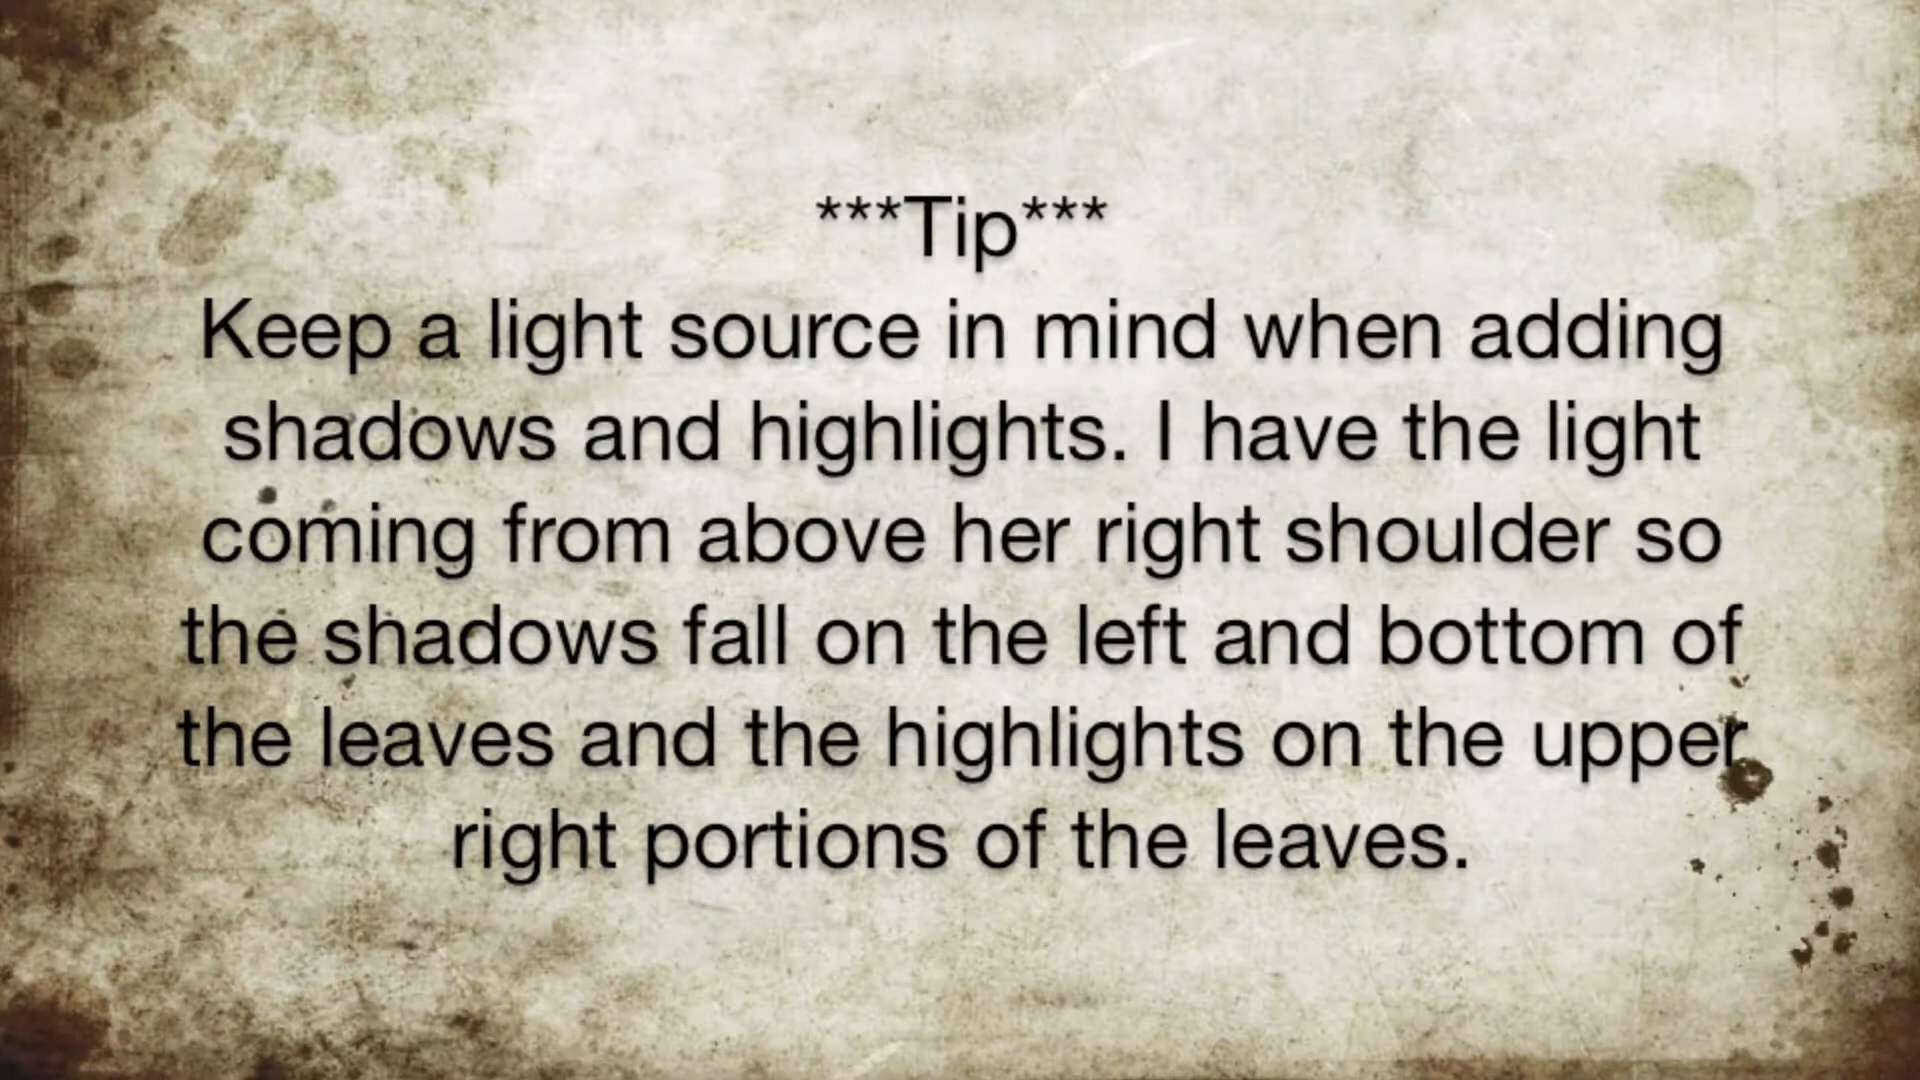 ***Tip***
Keep a light source in mind when adding
shadows and highlights. I have the light
coming from above her right shoulder so
the shadows fall on the left and bottom of
the leaves and the highlights on the upper
right portions of the leaves.